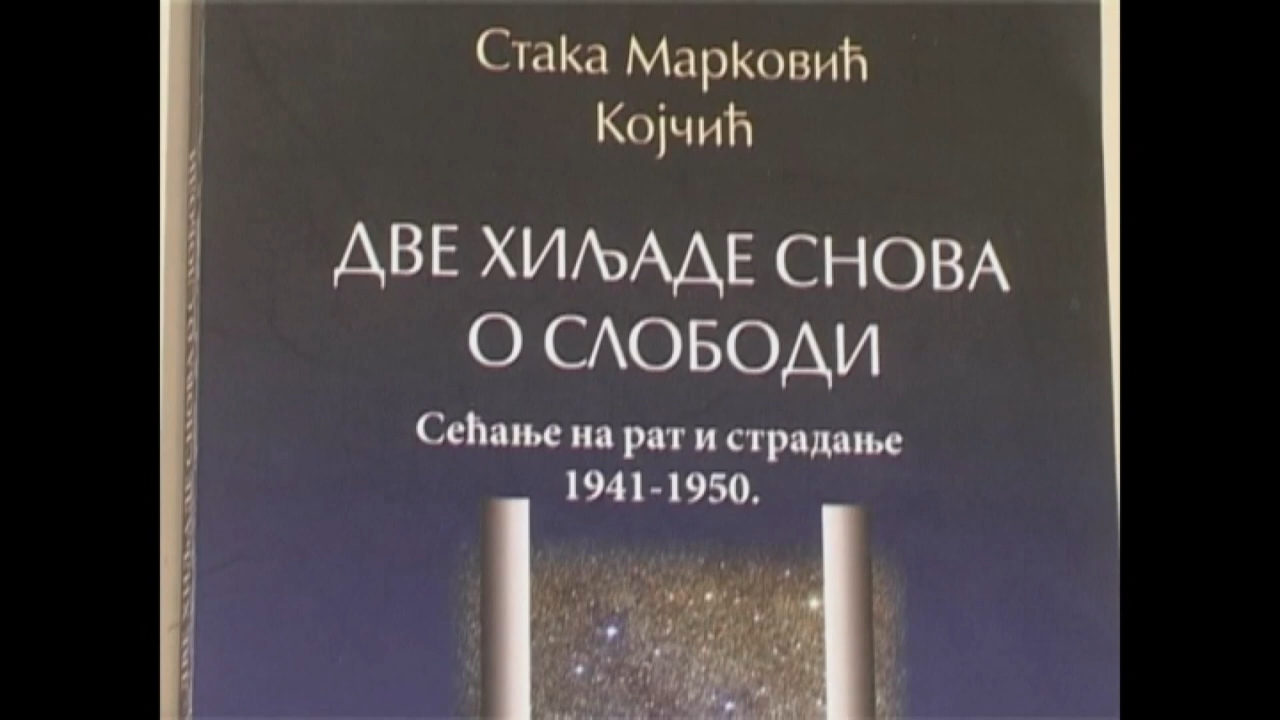 Стака Марковић
Којчић
ДВЕ ХИЉАДЕ СНОВА
О СЛОБОДИ
Сећање на рат и страдање
1941-1950.